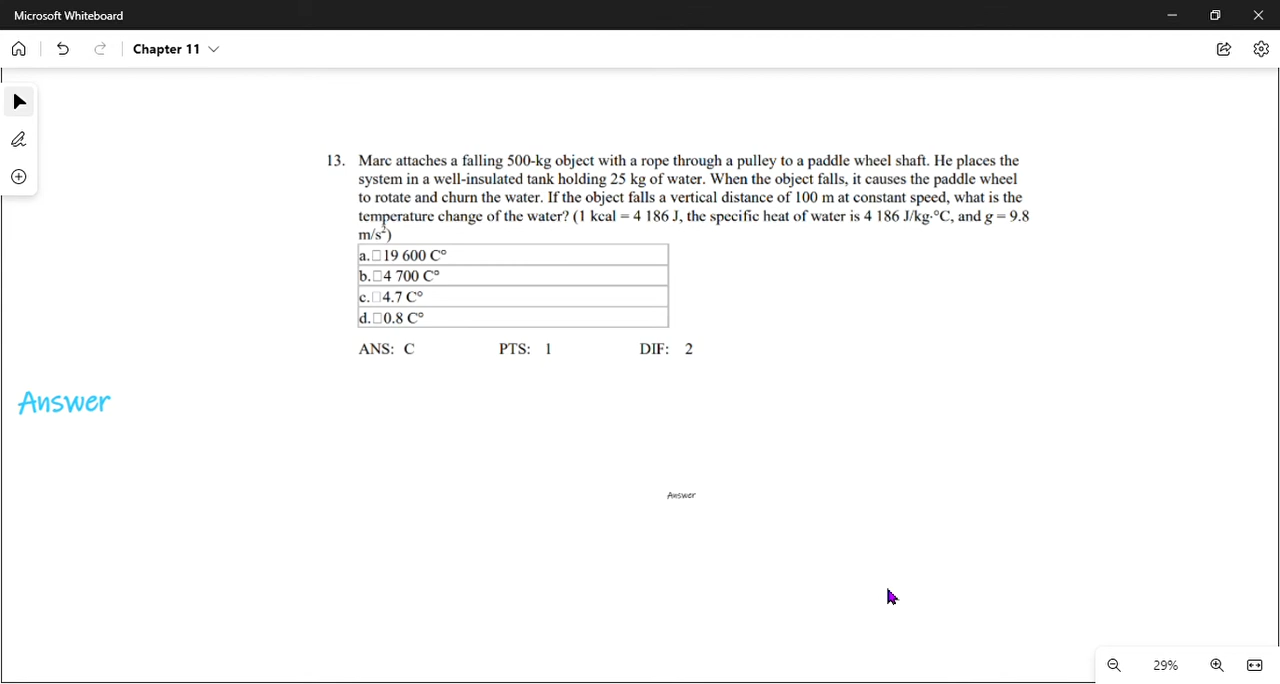 Microsoft Whiteboard
Chapter 11
13. Marc attaches a falling 500-kg object with a rope through a pulley to a paddle wheel shaft. He places the
system in a well-insulated tank holding 25 kg of water. When the object falls, it causes the paddle wheel
to rotate and churn the water. If the object falls a vertical distance of 100 m at constant speed, what is the
temperature change of the water? (1 kcal = 4 186 J, the specific heat of water is 4 186 J/kg·°C, and g = 9.8
m/s²)
a.□19 600 C°
b.□4 700 C°
c.□4.7 C°
d.□0.8 C°
ANS: C PTS: 1 DIF: 2
Answer
Answer
29%